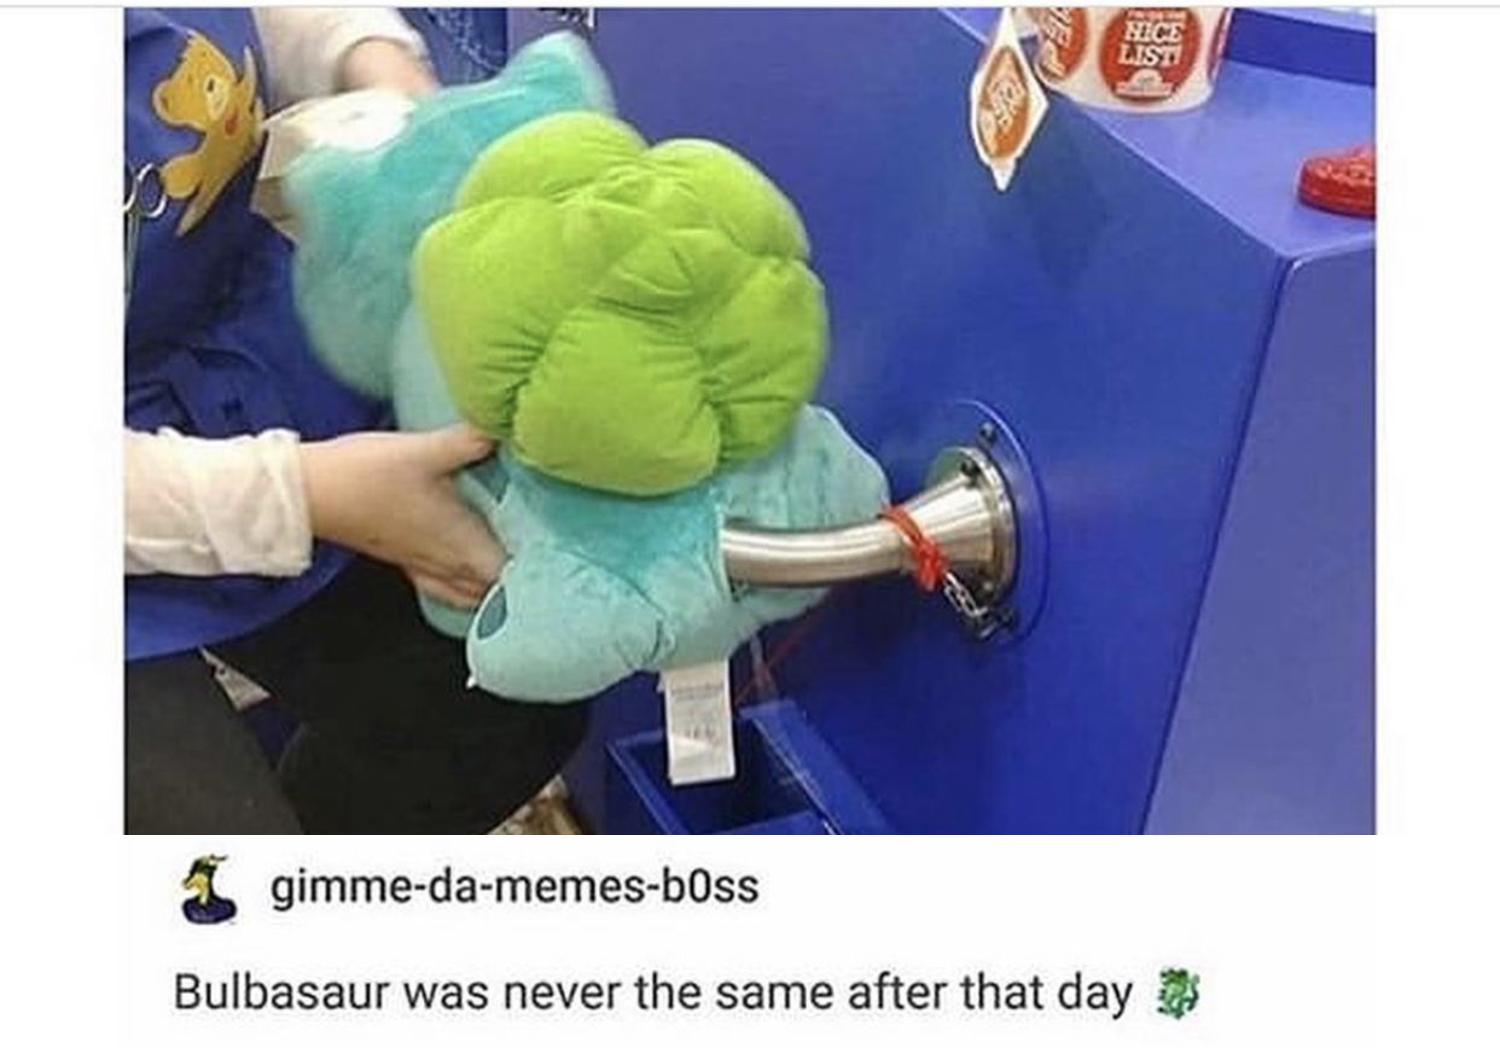 NICE
LIST!
gimme-da-memes-b0ss
Bulbasaur was never the same after that day